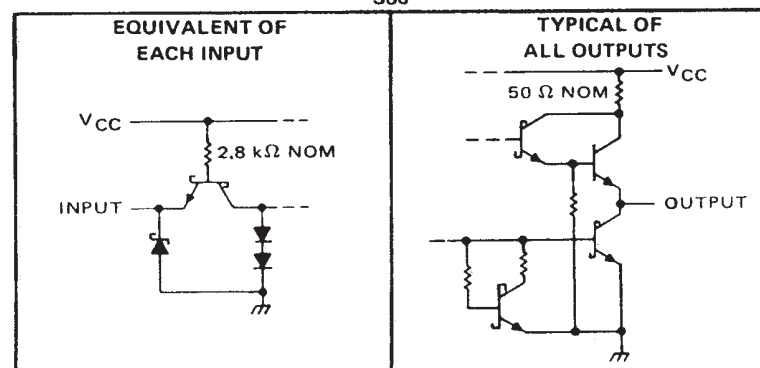 EQUIVALENT OF
EACH INPUT
VCC
2.8 kΩ NOM
INPUT
TYPICAL OF
ALL OUTPUTS
VCC
50 Ω NOM
OUTPUT